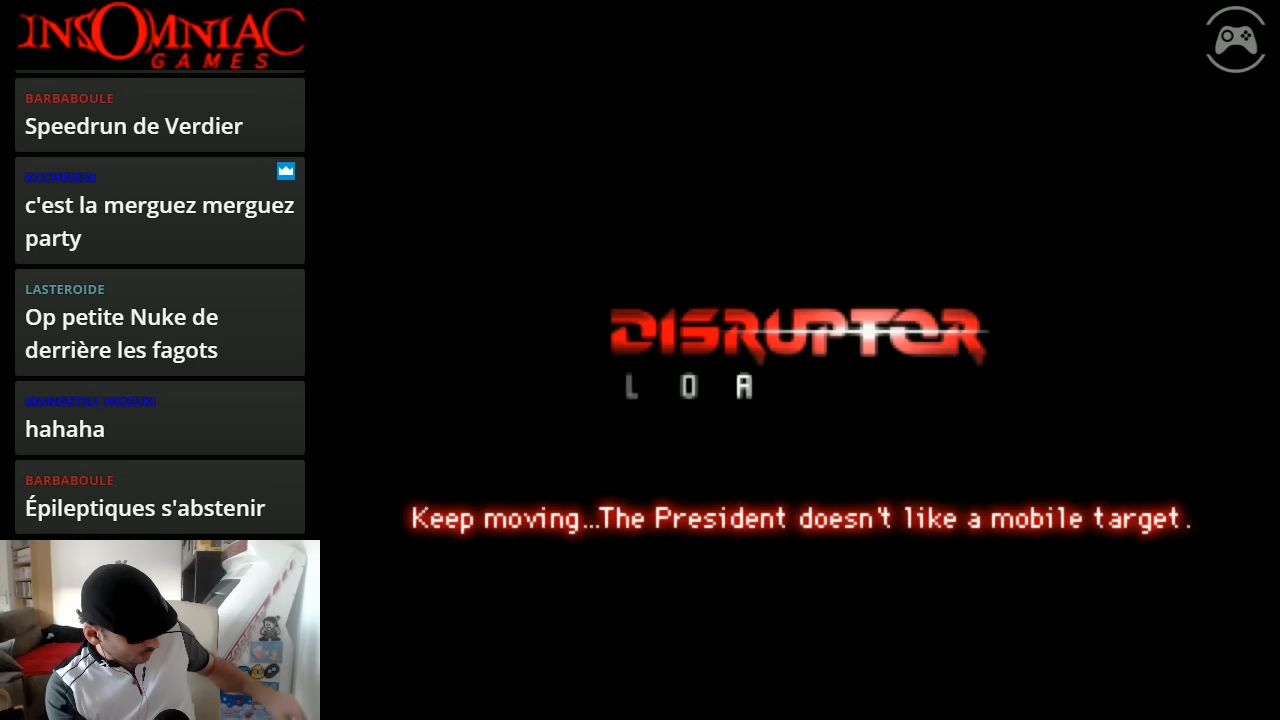 INSOMNIAC
GAMES
BARBABOULE
Speedrun de Verdier
c'est la merguez merguez
party
LASTEROIDE
Op petite Nuke de
derrière les fagots
MANGETSU_HOZUKI
hahaha
BARBABOULE
Épileptiques s'abstenir
DISRUPTOR
L O A
Keep moving...The President doesn't like a mobile target.